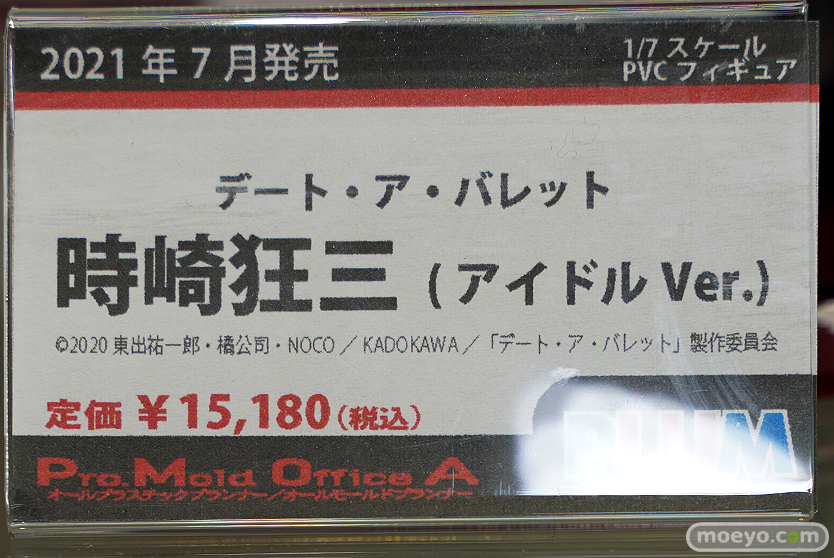 2021 年 7 月発売
1/7 スケール
PVC フィギュア
デート・ア・バレット
時崎狂三 (アイドル Ver.)
©2020 東出祐一郎・橘公司・NOCO／KADOKAWA／「デート・ア・バレット」製作委員会
定価 ¥15,180(税込)
PLUM
Pro.Mold Office A
オールプラスチックプランナー／オールモールドプランナー
moeyo.com